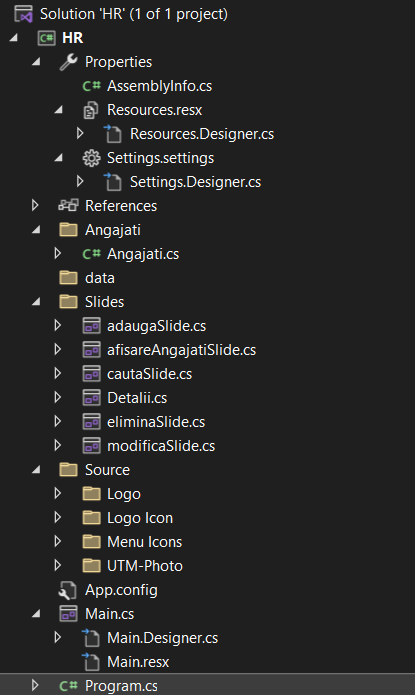 Solution 'HR' (1 of 1 project)
C# HR
Properties
C# AssemblyInfo.cs
Resources.resx
Resources.Designer.cs
Settings.settings
Settings.Designer.cs
References
Angajati
C# Angajati.cs
data
Slides
adaugaSlide.cs
afisareAngajatiSlide.cs
cautaSlide.cs
Detalii.cs
eliminaSlide.cs
modificaSlide.cs
Source
Logo
Logo Icon
Menu Icons
UTM-Photo
App.config
Main.cs
Main.Designer.cs
Main.resx
C# Program.cs